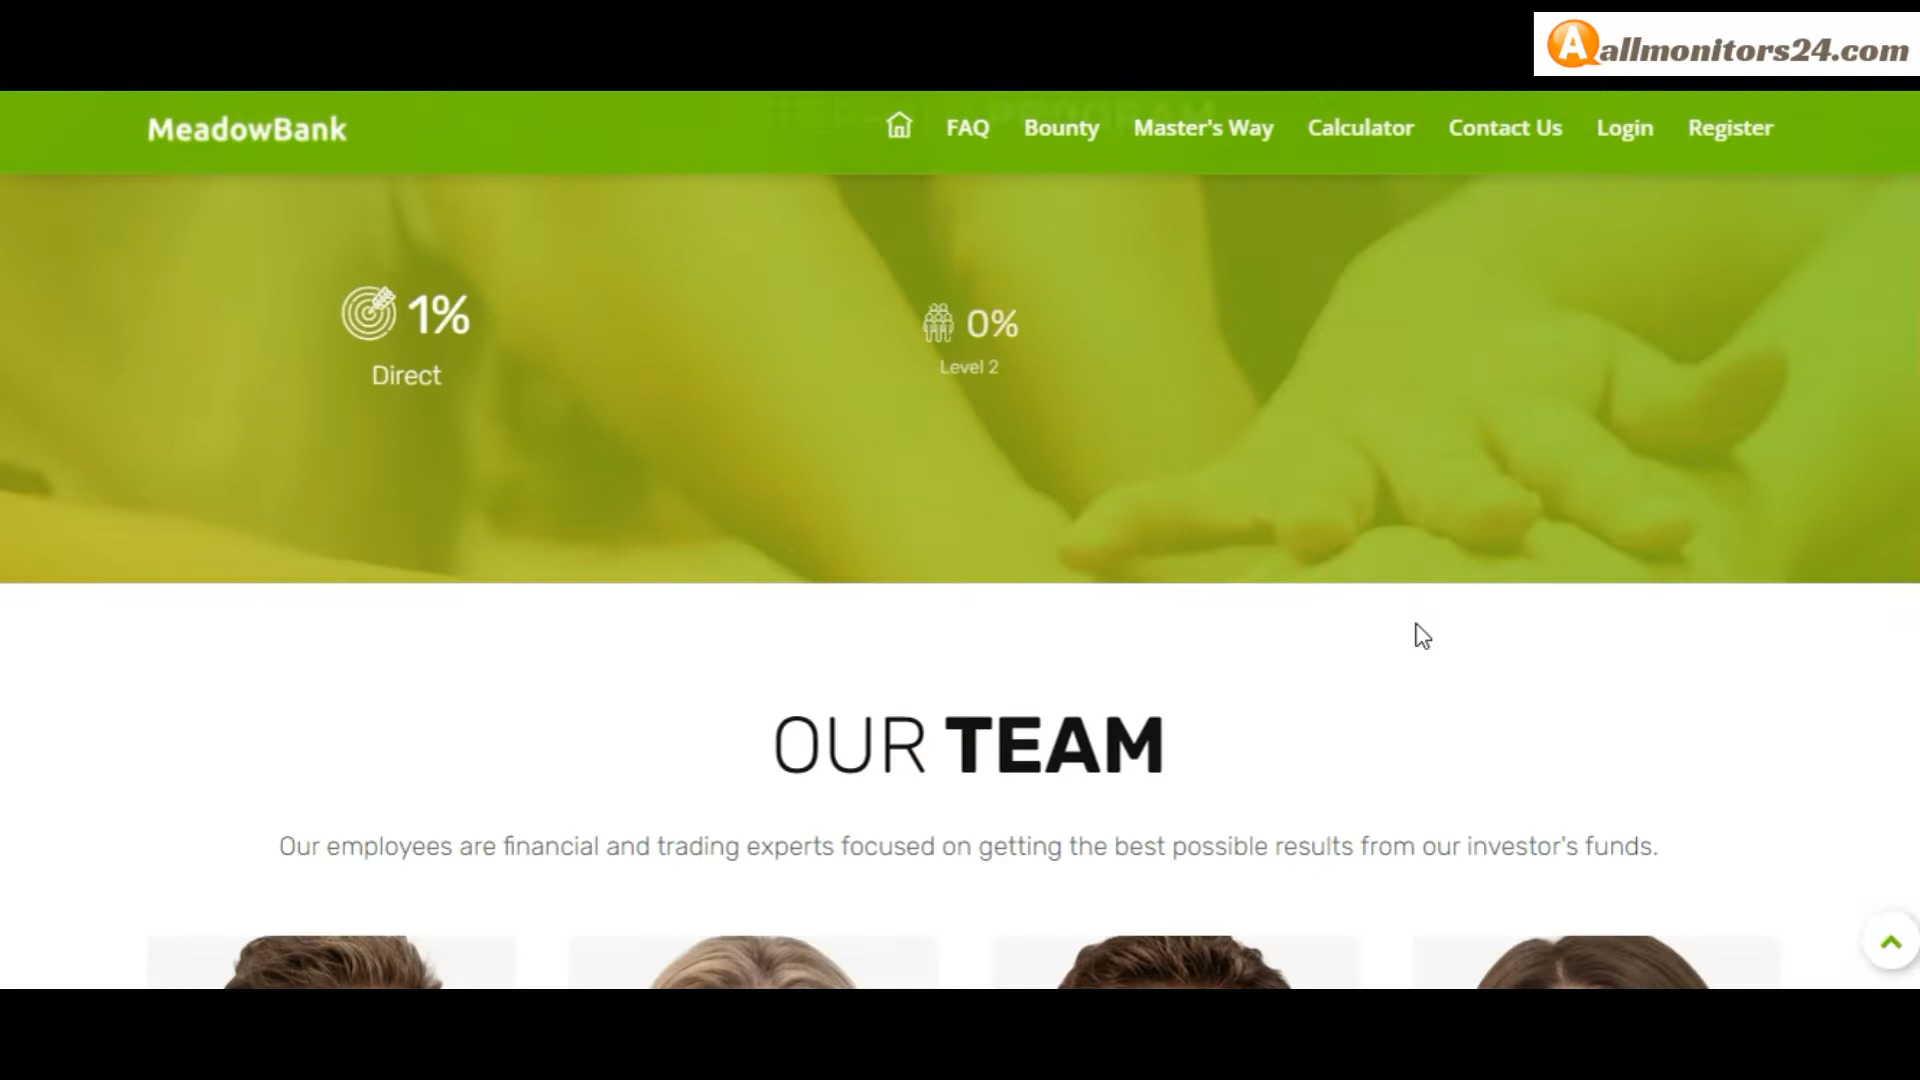 Aallmonitors24.com
MeadowBank
FAQ
Bounty
Master's Way
Calculator
Contact Us
Login
Register
1%
Direct
0%
Level 2
OUR TEAM
Our employees are financial and trading experts focused on getting the best possible results from our investor's funds.